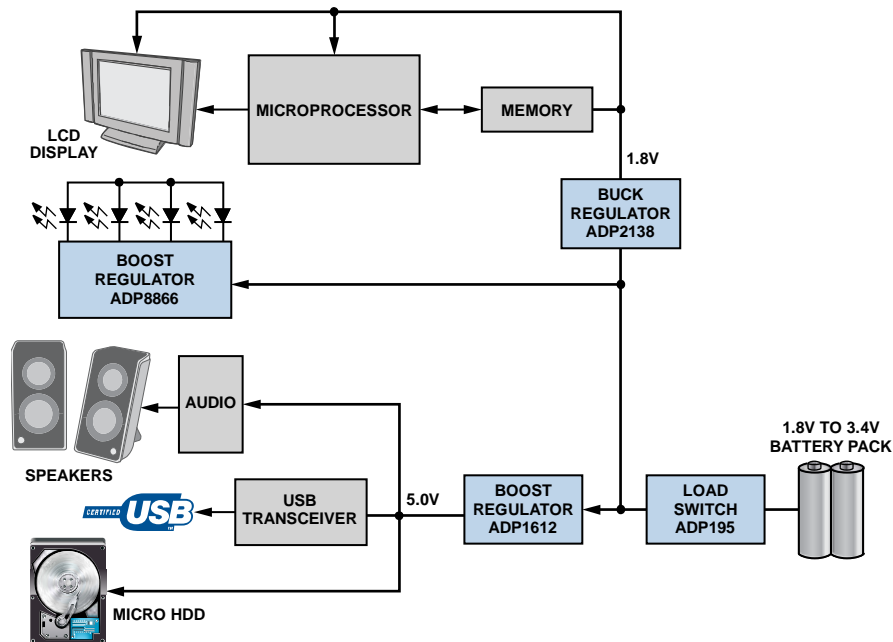 MICROPROCESSOR
MEMORY
LCD
DISPLAY
1.8V
BUCK
REGULATOR
ADP2138
BOOST
REGULATOR
ADP8866
AUDIO
SPEAKERS
1.8V TO 3.4V
BATTERY PACK
CERTIFIED
USB
TM
USB
TRANSCEIVER
5.0V
BOOST
REGULATOR
ADP1612
LOAD
SWITCH
ADP195
MICRO HDD